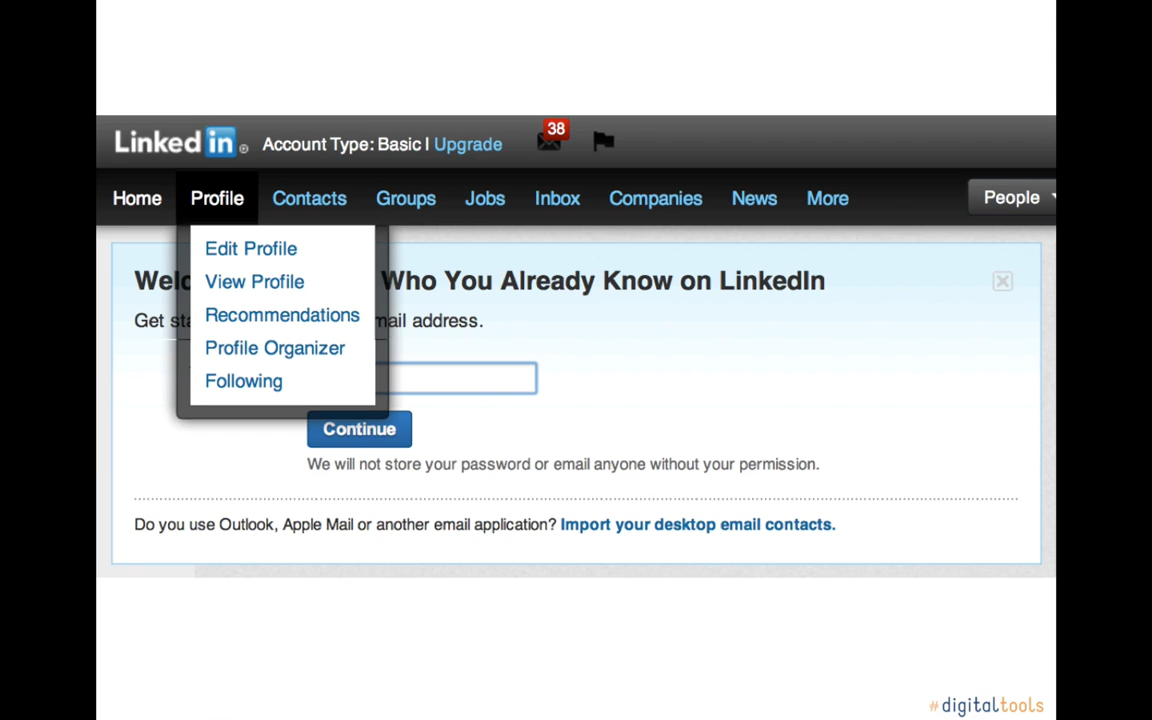 Linked in ® Account Type: Basic | Upgrade 38
Home Profile Contacts Groups Jobs Inbox Companies News More People
Edit Profile
View Profile
Recommendations
Profile Organizer
Following
Who You Already Know on LinkedIn
Get
address.
Continue
We will not store your password or email anyone without your permission.
Do you use Outlook, Apple Mail or another email application? Import your desktop email contacts.
#digitaltools